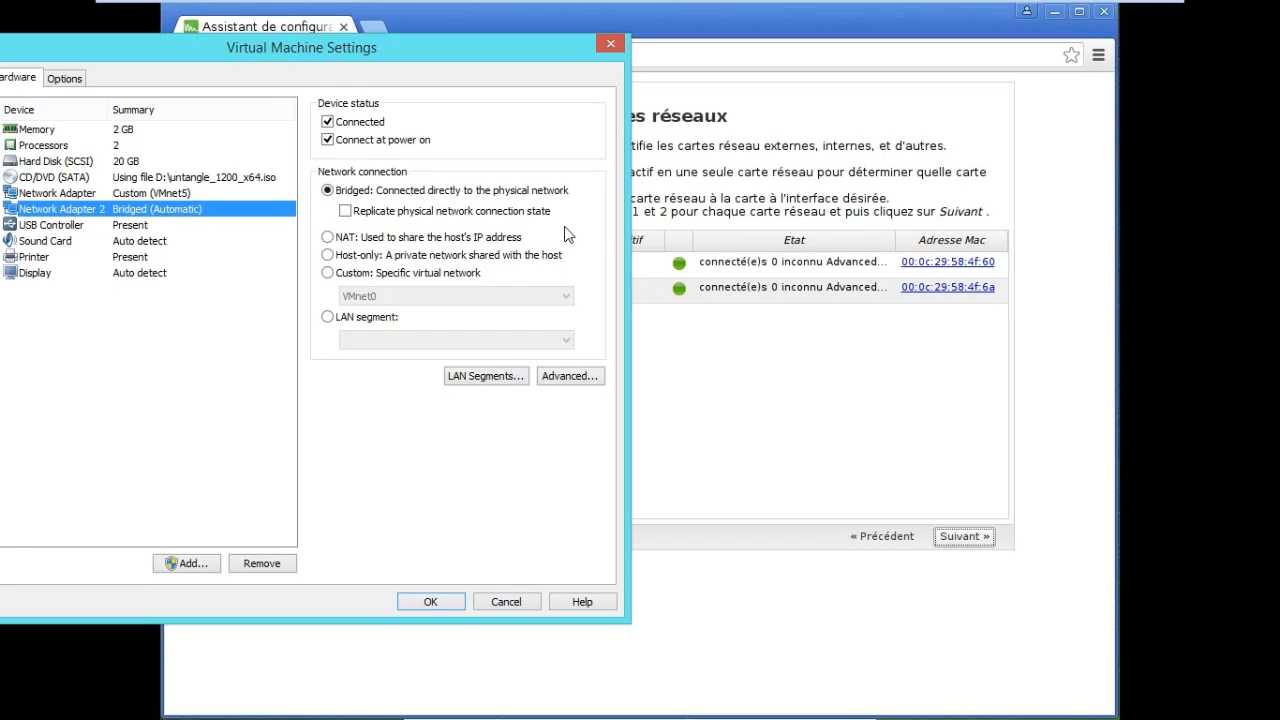 Assistant de configura
Virtual Machine Settings
ardware
Options
Device Summary
Memory 2 GB
Processors 2
Hard Disk (SCSI) 20 GB
CD/DVD (SATA) Using file D:\untangle_1200_x64.iso
Network Adapter Custom (VMnet5)
Network Adapter 2 Bridged (Automatic)
USB Controller Present
Sound Card Auto detect
Printer Present
Display Auto detect
Add...
Remove
Device status
Connected
Connect at power on
Network connection
Bridged: Connected directly to the physical network
Replicate physical network connection state
NAT: Used to share the host's IP address
Host-only: A private network shared with the host
Custom: Specific virtual network
VMnet0
LAN segment:
LAN Segments...
Advanced...
OK
Cancel
Help
es réseaux
tifie les cartes réseau externes, internes, et d'autres.
actif en une seule carte réseau pour déterminer quelle carte
carte réseau à la carte à l'interface désirée.
1 et 2 pour chaque carte réseau et puis cliquez sur Suivant .
tif Etat Adresse Mac
connecté(e)s 0 inconnu Advanced... 00:0c:29:58:4f:60
connecté(e)s 0 inconnu Advanced... 00:0c:29:58:4f:6a
« Précédent
Suivant »